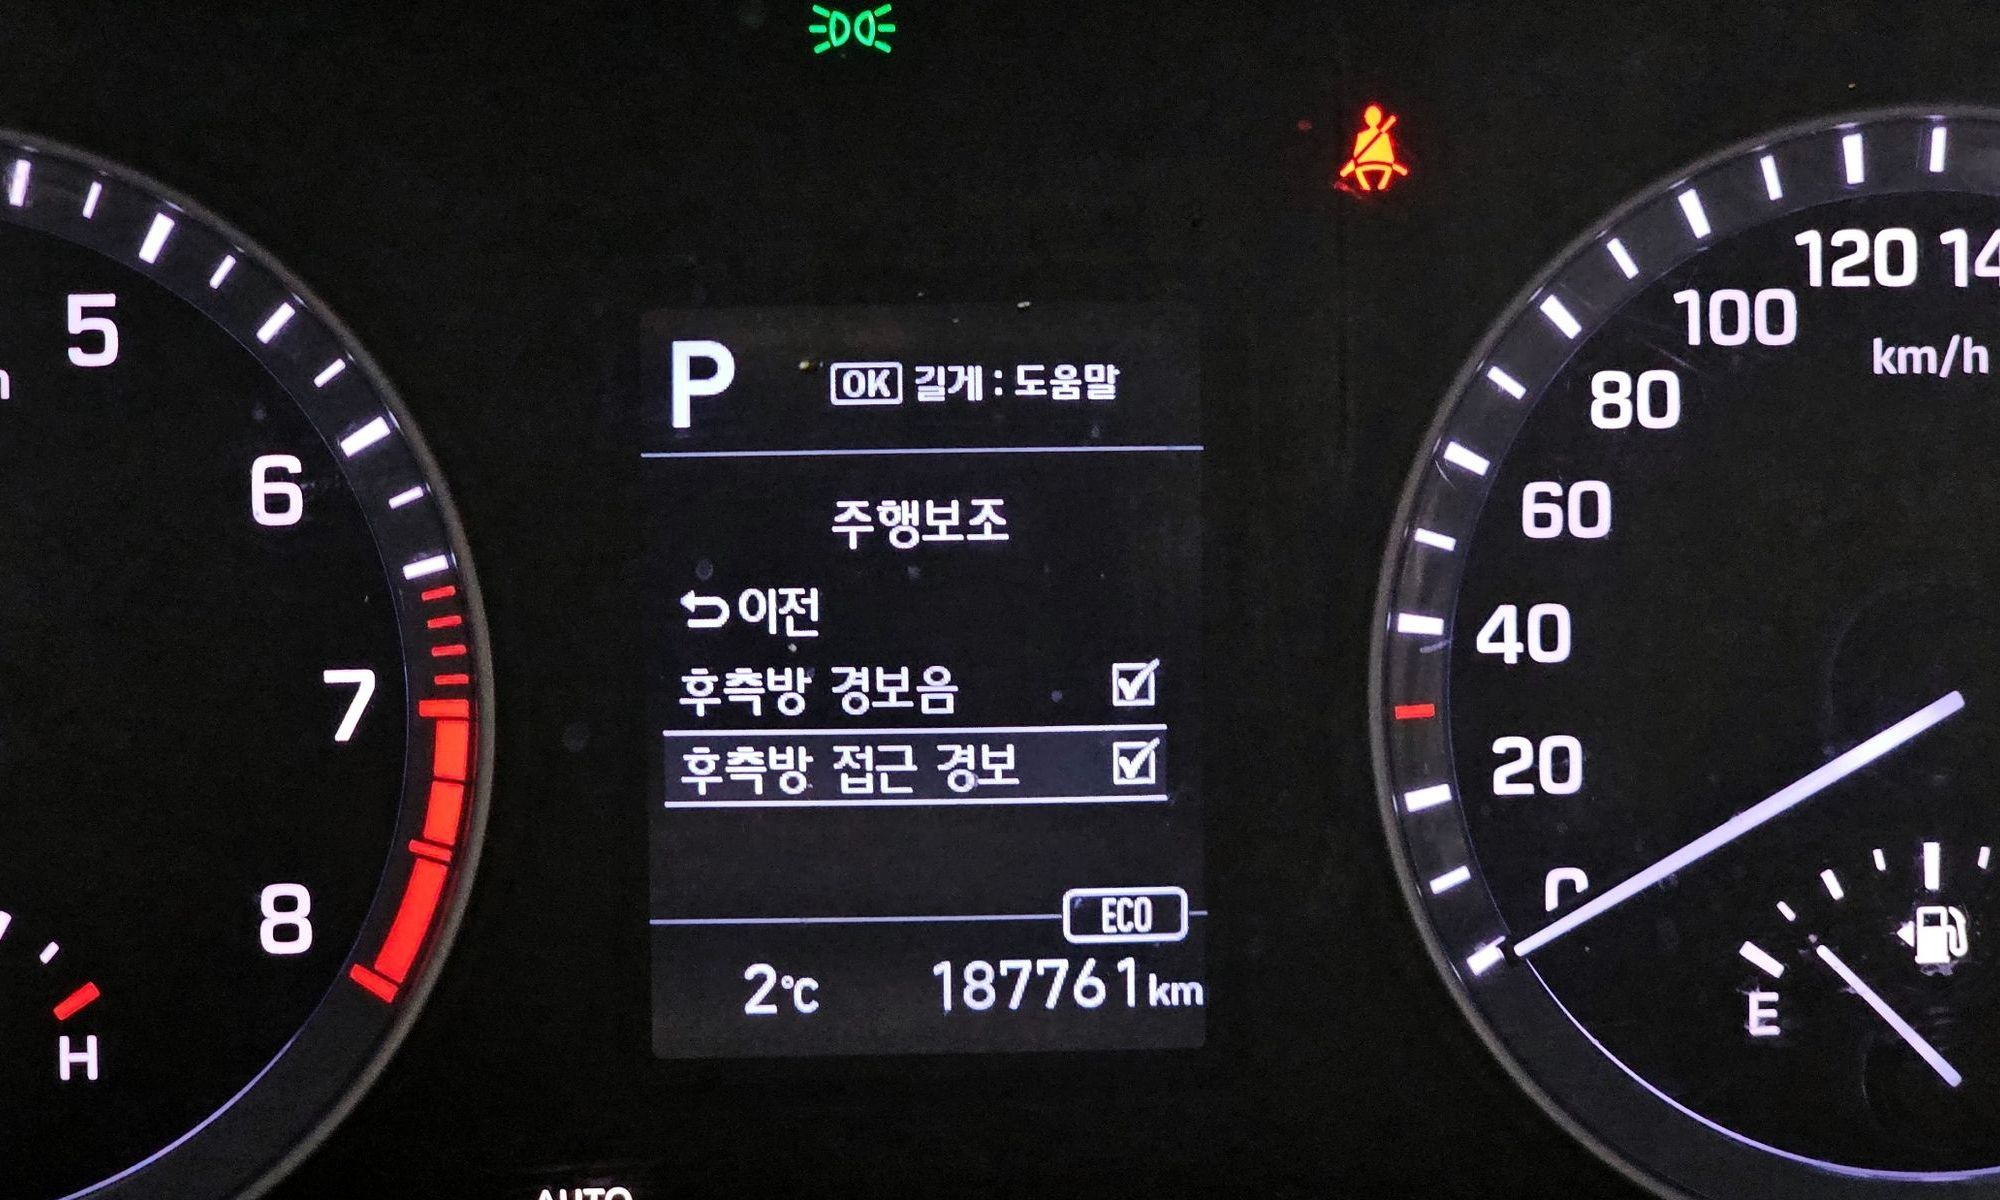 P
OK 길게 : 도움말
주행보조
이전
후측방 경보음
후측방 접근 경보
ECO
2℃ 187761km
5
6
7
8
H
0
20
40
60
80
100
120
km/h
E
AUTO